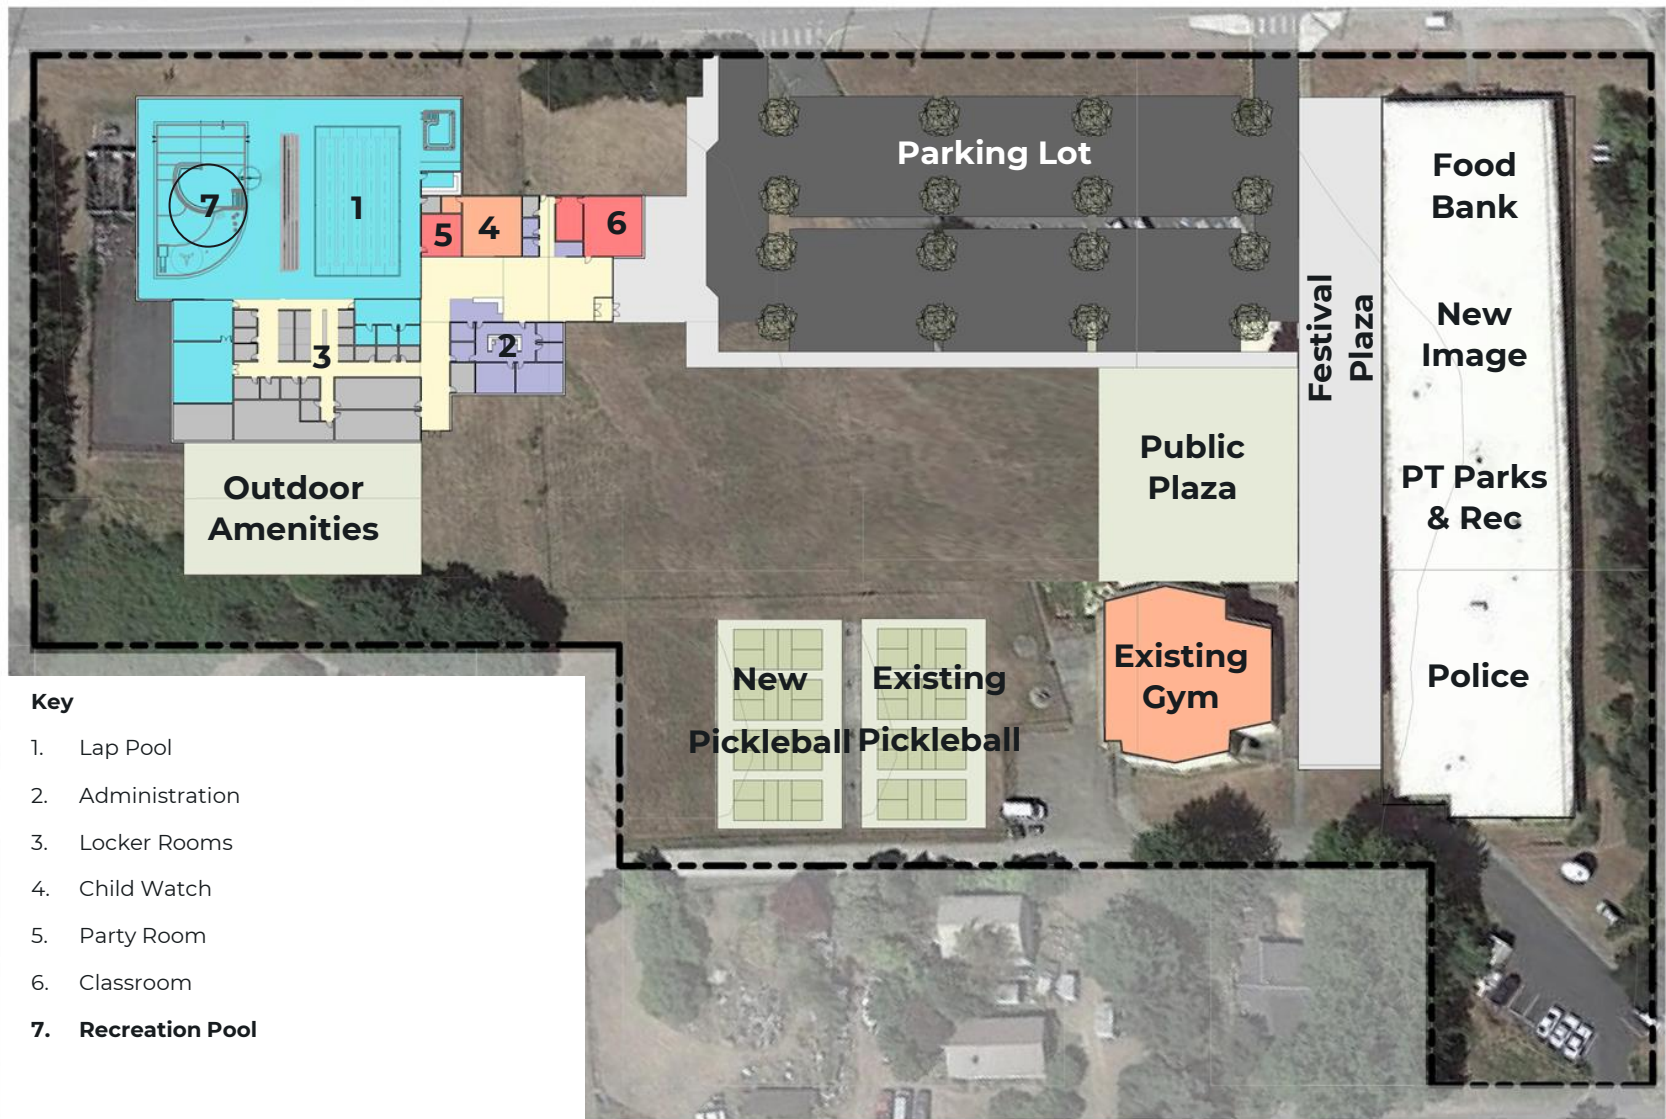 Parking Lot
Food
Bank
7
1
5
4
6
New
Image
Festival
Plaza
2
3
Public
Plaza
PT Parks
& Rec
Outdoor
Amenities
Existing
Gym
Police
New
Pickleball
Existing
Pickleball
Key
1. Lap Pool
2. Administration
3. Locker Rooms
4. Child Watch
5. Party Room
6. Classroom
7. Recreation Pool